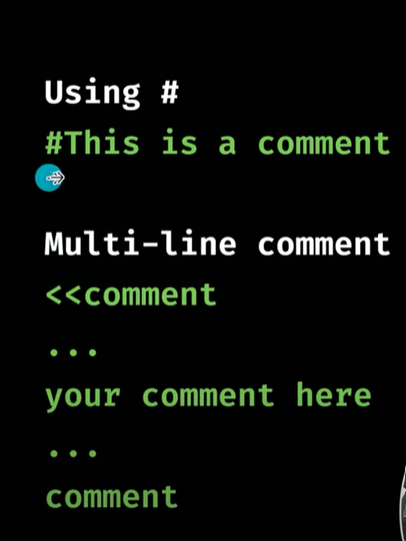 Using #
#This is a comment
Multi-line comment
<<comment
...
your comment here
...
comment